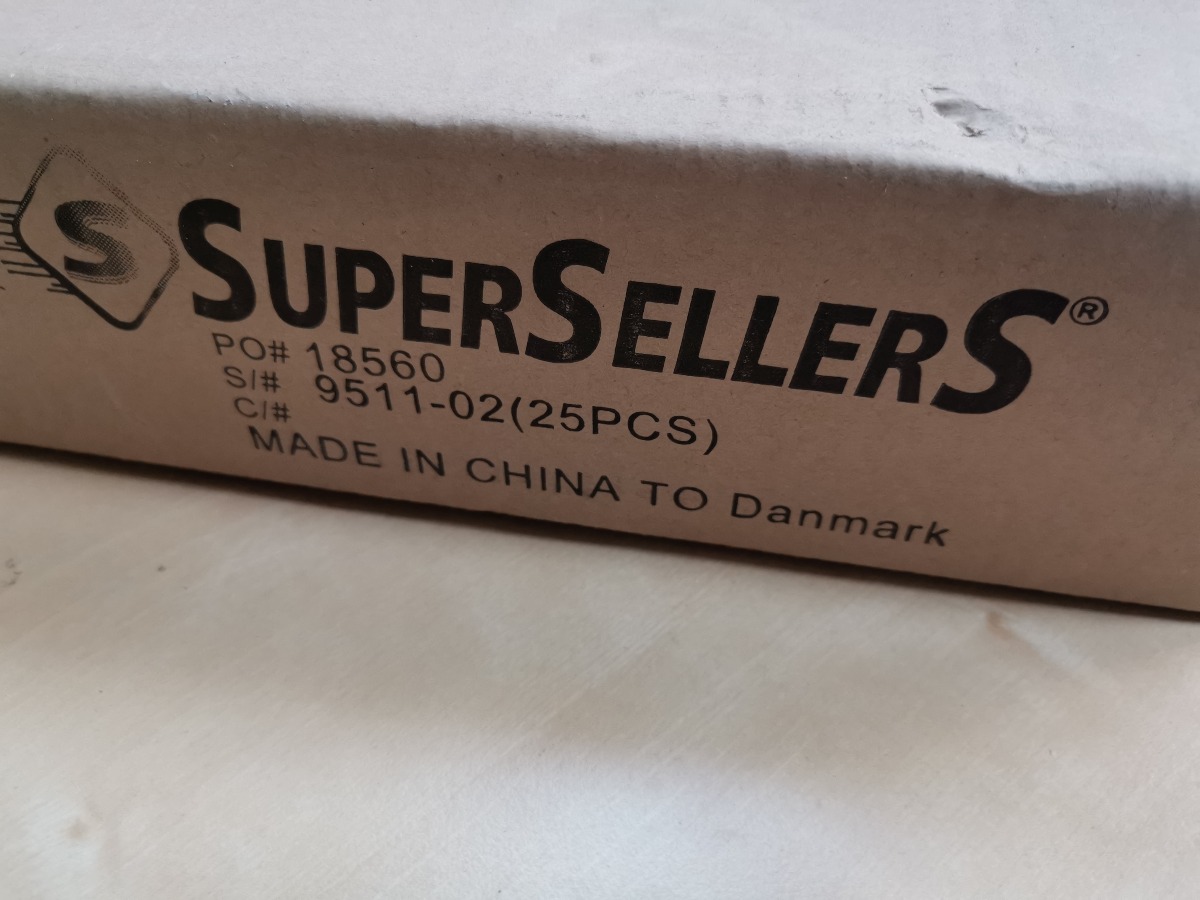 S SUPERSELLERS®
PO# 18560
S/# 9511-02(25PCS)
C/#
MADE IN CHINA TO Danmark